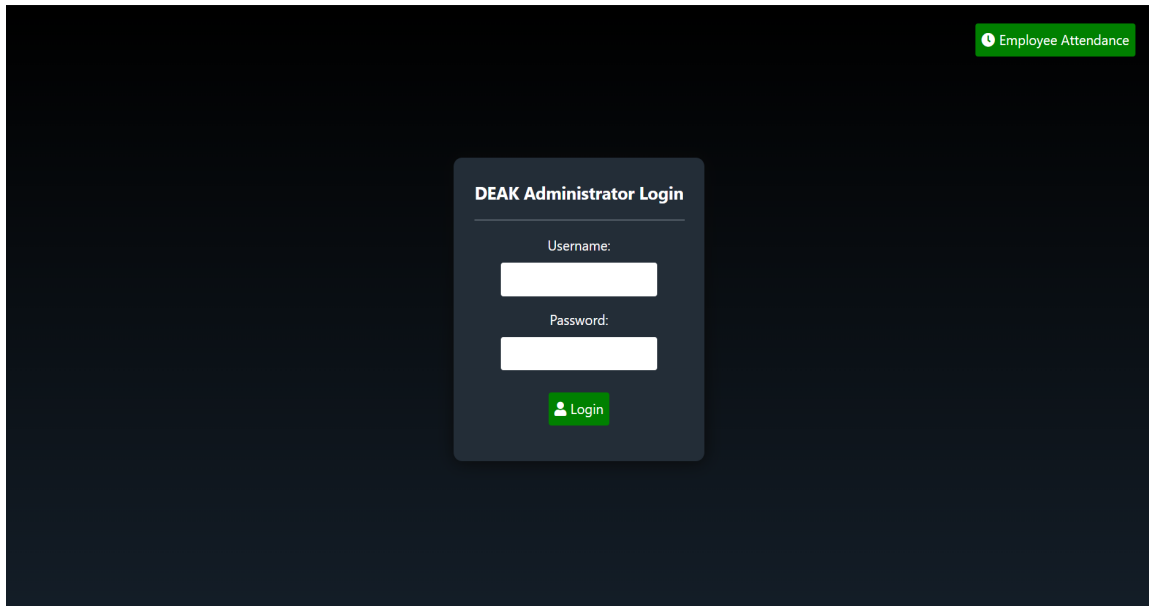 Employee Attendance
DEAK Administrator Login
Username:
Password:
Login